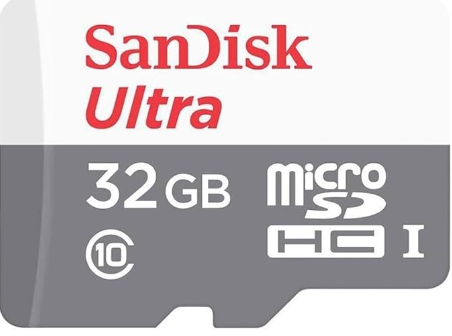 SanDisk
Ultra
32GB
micro
SD
HC I
10